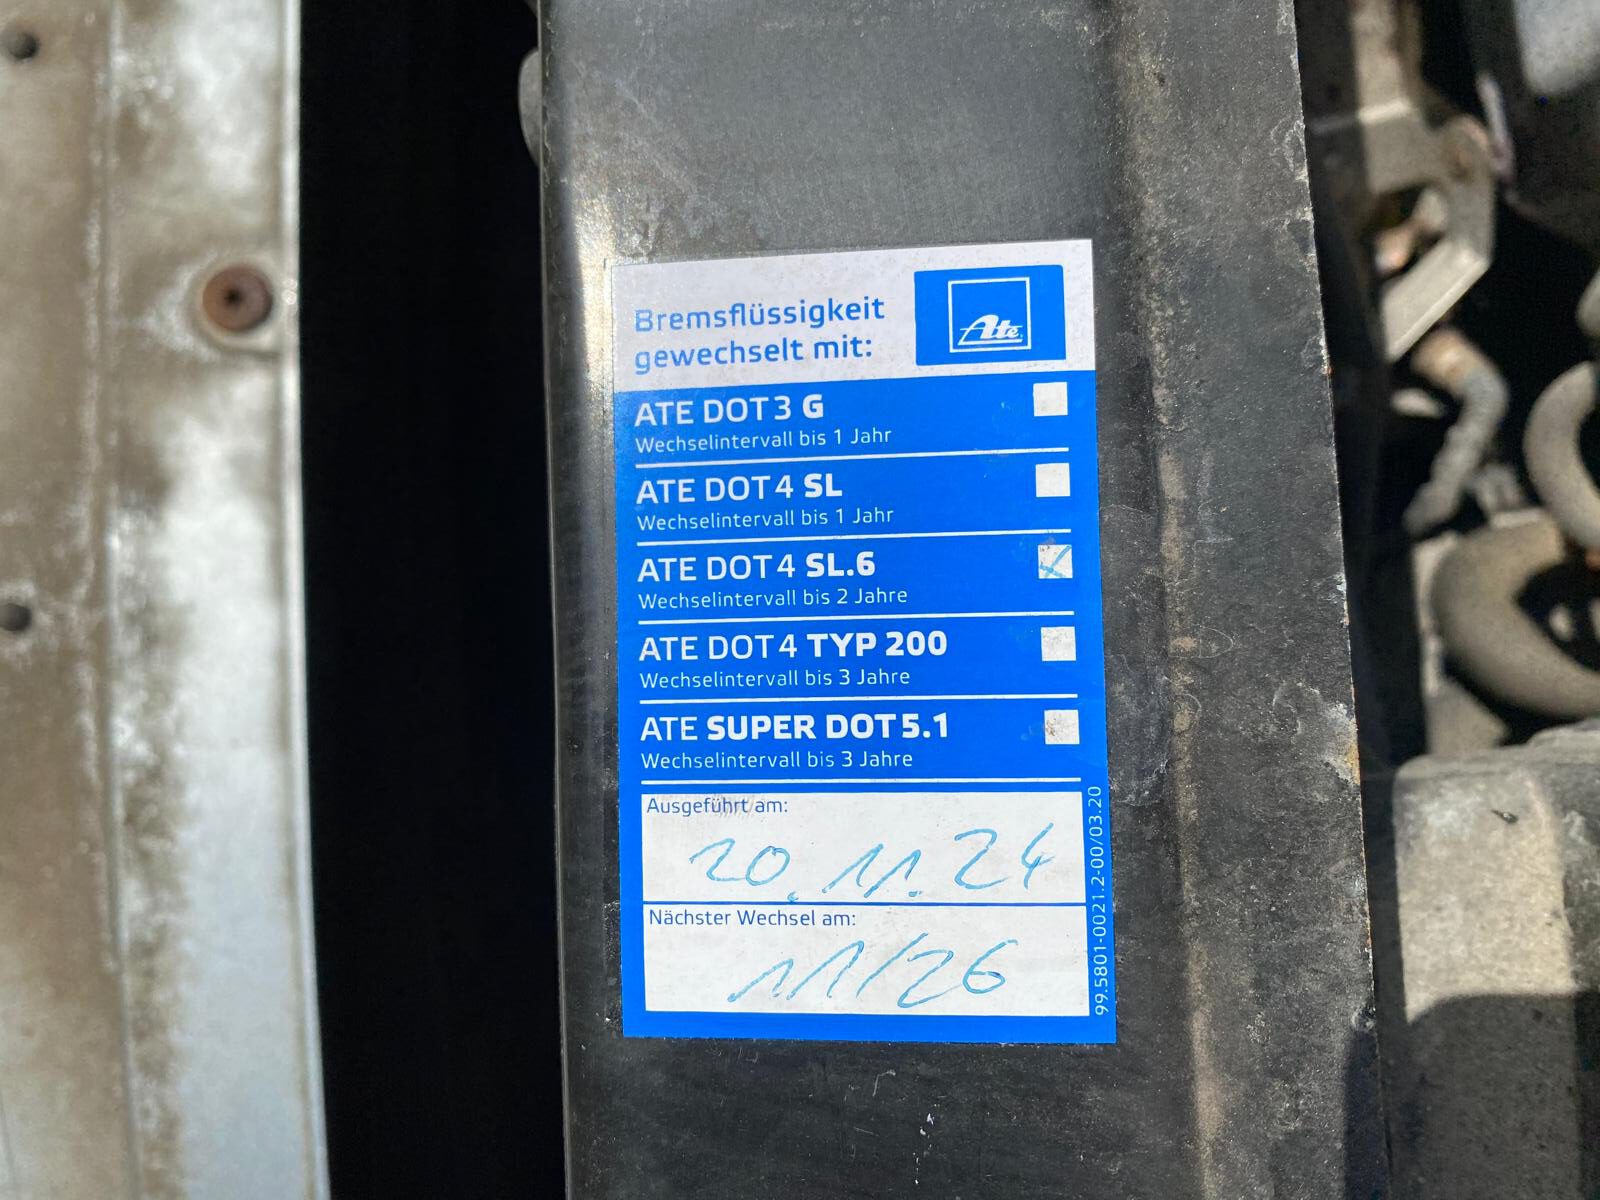 Bremsflüssigkeit
gewechselt mit:
Ate
ATE DOT 3 G
Wechselintervall bis 1 Jahr
ATE DOT 4 SL
Wechselintervall bis 1 Jahr
ATE DOT 4 SL.6
Wechselintervall bis 2 Jahre
ATE DOT 4 TYP 200
Wechselintervall bis 3 Jahre
ATE SUPER DOT 5.1
Wechselintervall bis 3 Jahre
Ausgeführt am:
20.11.24
Nächster Wechsel am:
11/26
99.5801-0021.2-00/03.20